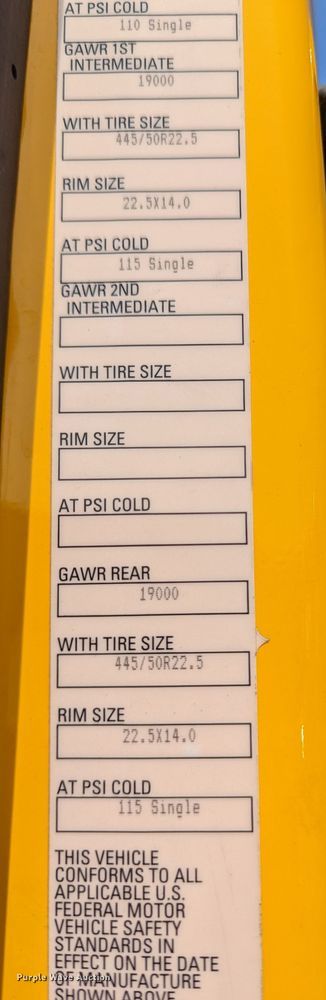 AT PSI COLD
110 Single
GAWR 1ST
INTERMEDIATE
19000
WITH TIRE SIZE
445/50R22.5
RIM SIZE
22.5X14.0
AT PSI COLD
115 Single
GAWR 2ND
INTERMEDIATE
WITH TIRE SIZE
RIM SIZE
AT PSI COLD
GAWR REAR
19000
WITH TIRE SIZE
445/50R22.5
RIM SIZE
22.5X14.0
AT PSI COLD
115 Single
THIS VEHICLE
CONFORMS TO ALL
APPLICABLE U.S.
FEDERAL MOTOR
VEHICLE SAFETY
STANDARDS IN
EFFECT ON THE DATE
OF MANUFACTURE
SHOWN ABOVE
Purple Wave Auction